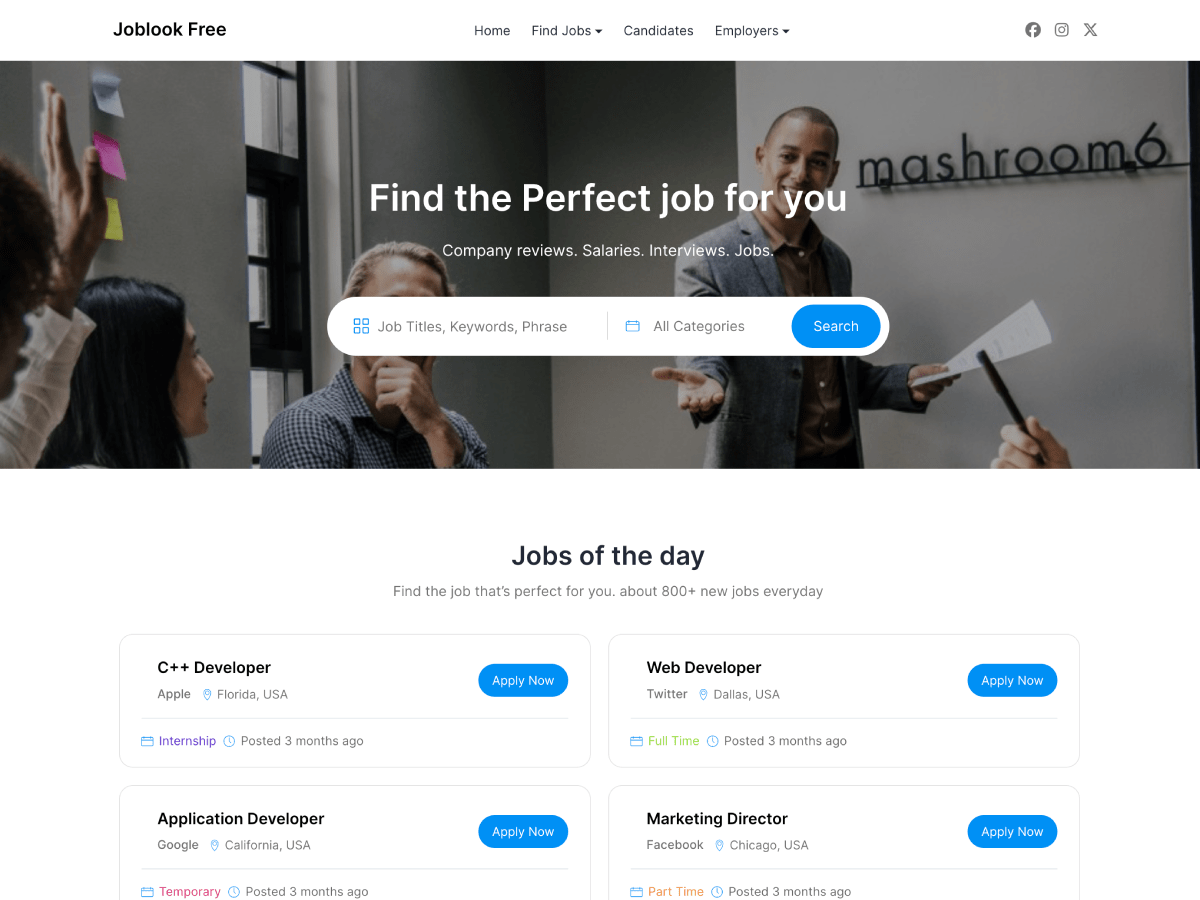 Joblook Free
Home Find Jobs Candidates Employers
mashroom6
Find the Perfect job for you
Company reviews. Salaries. Interviews. Jobs.
Job Titles, Keywords, Phrase All Categories Search
Jobs of the day
Find the job that’s perfect for you. about 800+ new jobs everyday
C++ Developer
Apple Florida, USA
Apply Now
Internship Posted 3 months ago
Web Developer
Twitter Dallas, USA
Apply Now
Full Time Posted 3 months ago
Application Developer
Google California, USA
Apply Now
Temporary Posted 3 months ago
Marketing Director
Facebook Chicago, USA
Apply Now
Part Time Posted 3 months ago